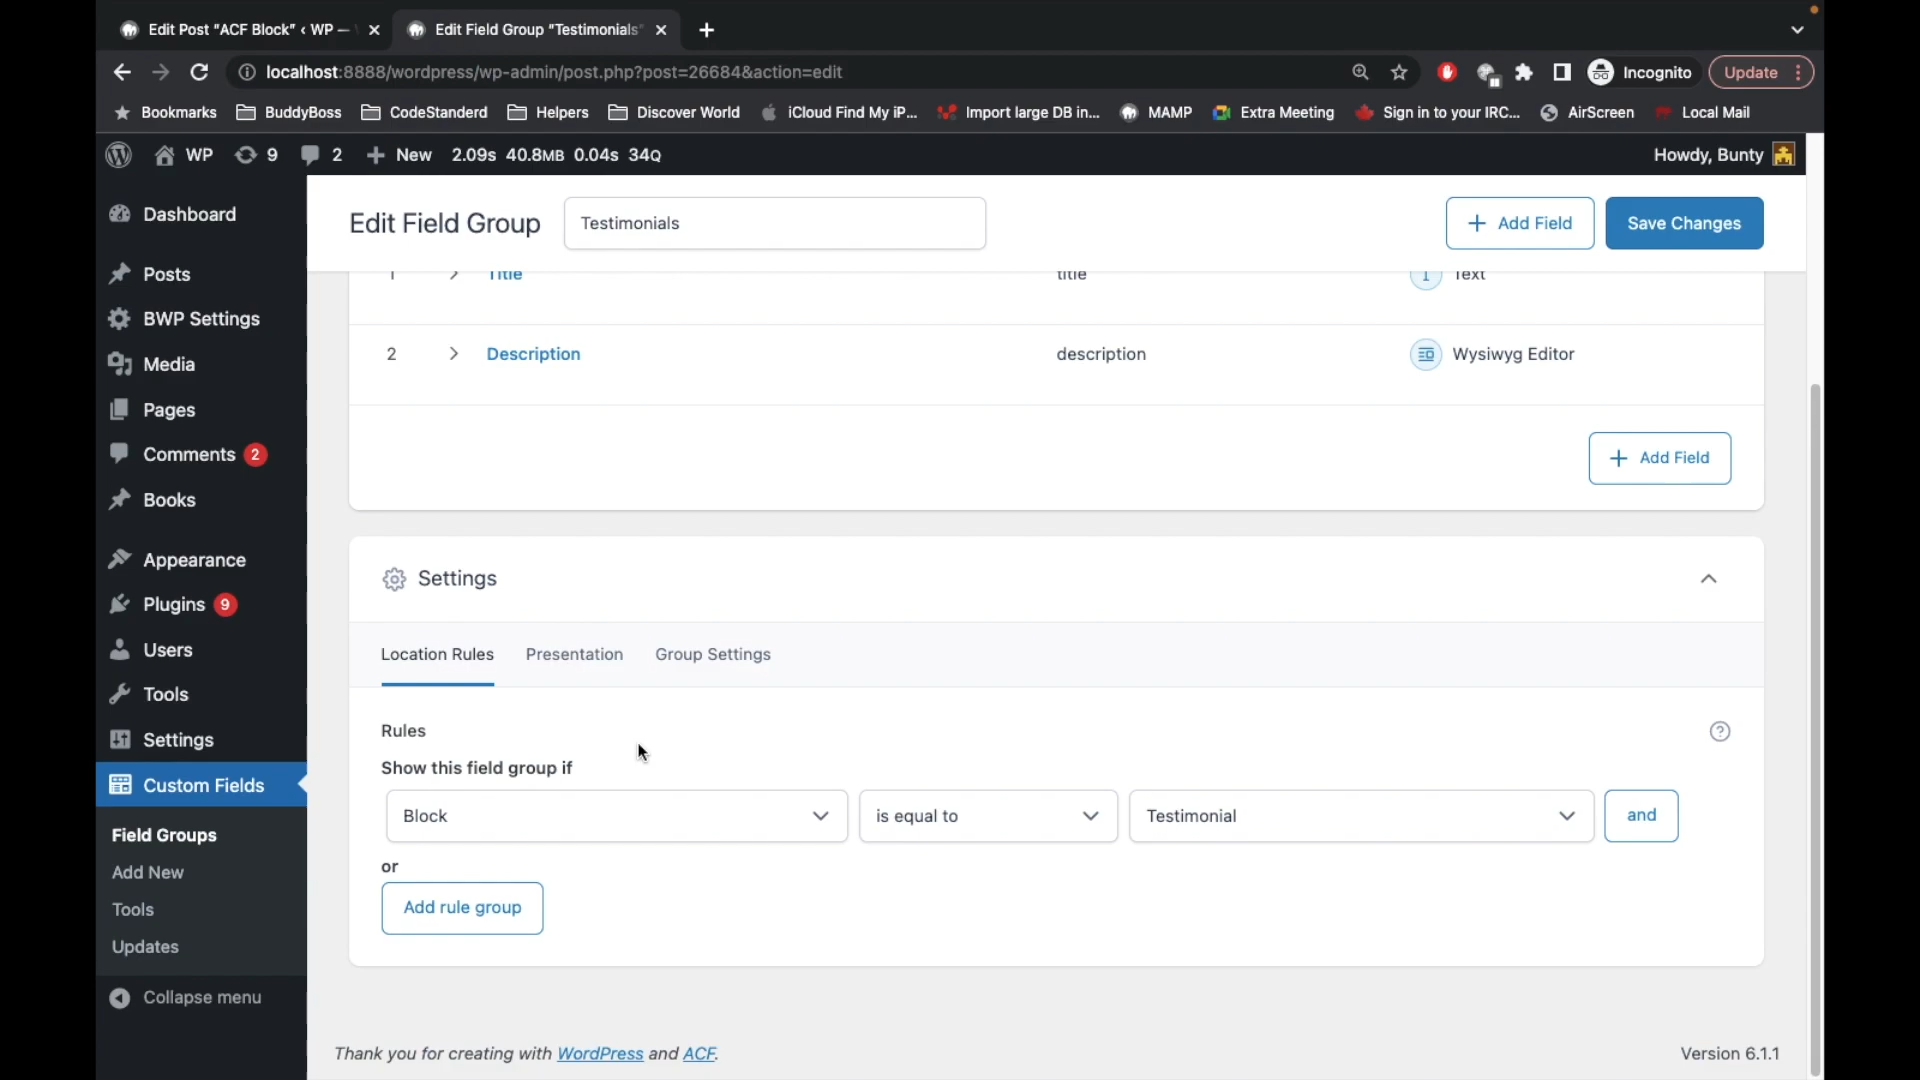 Edit Post "ACF Block" ‹ WP —
Edit Field Group "Testimonials"
localhost:8888/wordpress/wp-admin/post.php?post=26684&action=edit
Incognito
Update
Bookmarks
BuddyBoss
CodeStanderd
Helpers
Discover World
iCloud Find My iP...
Import large DB in...
MAMP
Extra Meeting
Sign in to your IRC...
AirScreen
Local Mail
WP
9
2
New
2.09s 40.8MB 0.04s 34Q
Howdy, Bunty
Dashboard
Posts
BWP Settings
Media
Pages
Comments 2
Books
Appearance
Plugins 9
Users
Tools
Settings
Custom Fields
Field Groups
Add New
Tools
Updates
Collapse menu
Edit Field Group
Testimonials
Add Field
Save Changes
1 Title title Text
2 Description description Wysiwyg Editor
Add Field
Settings
Location Rules Presentation Group Settings
Rules
Show this field group if
Block is equal to Testimonial and
or
Add rule group
Thank you for creating with WordPress and ACF.
Version 6.1.1